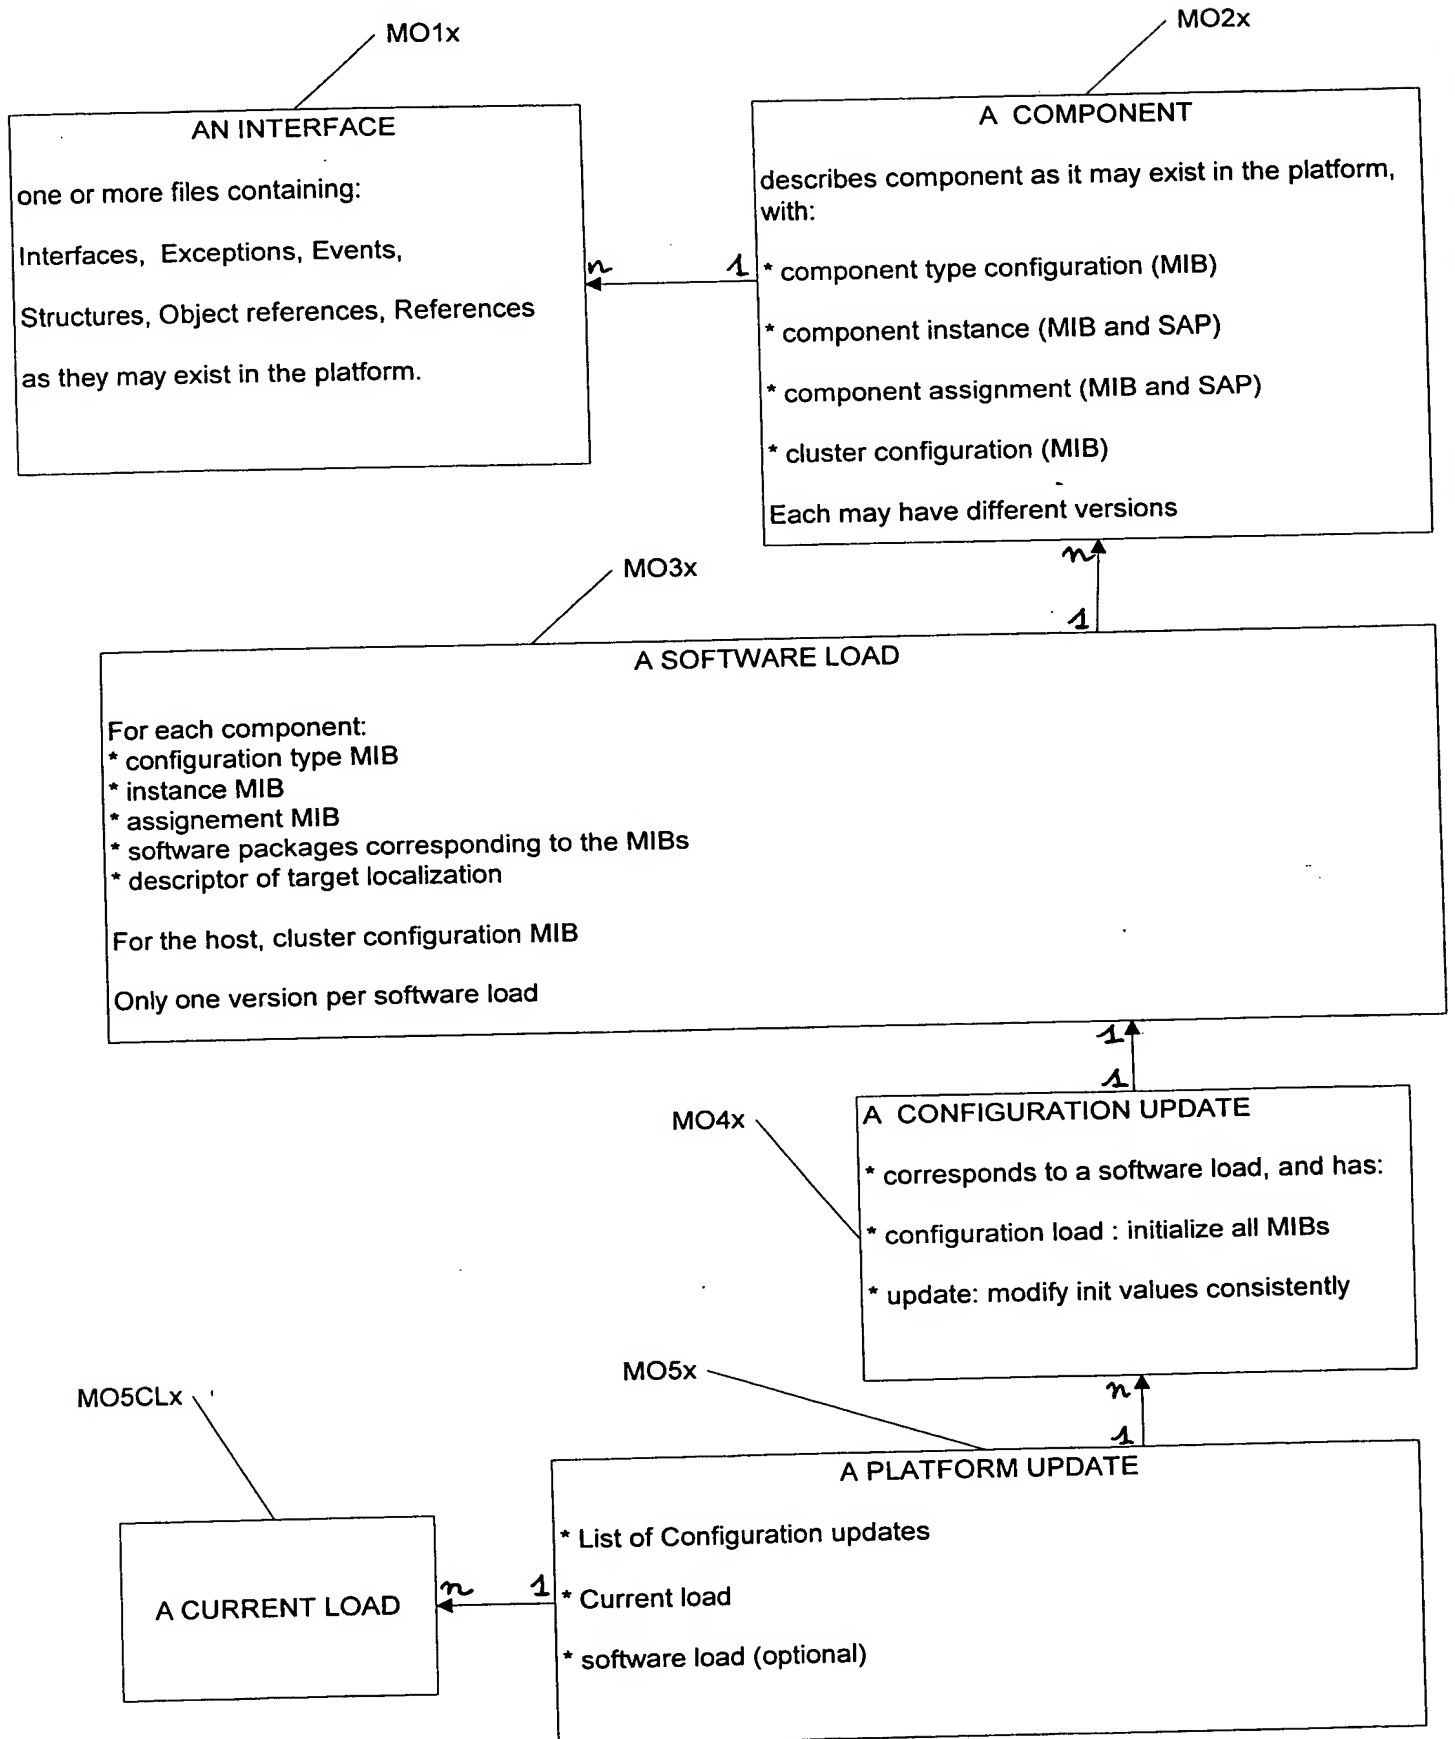 MO1x
MO2x
AN INTERFACE
one or more files containing:
Interfaces, Exceptions, Events,
Structures, Object references, References
as they may exist in the platform.
n 1
A COMPONENT
describes component as it may exist in the platform,
with:
* component type configuration (MIB)
* component instance (MIB and SAP)
* component assignment (MIB and SAP)
* cluster configuration (MIB)
Each may have different versions
n
1
MO3x
A SOFTWARE LOAD
For each component:
* configuration type MIB
* instance MIB
* assignement MIB
* software packages corresponding to the MIBs
* descriptor of target localization
For the host, cluster configuration MIB
Only one version per software load
1
1
MO4x
A CONFIGURATION UPDATE
* corresponds to a software load, and has:
* configuration load : initialize all MIBs
* update: modify init values consistently
n
1
MO5x
MO5CLx
A PLATFORM UPDATE
* List of Configuration updates
* Current load
* software load (optional)
n 1
A CURRENT LOAD